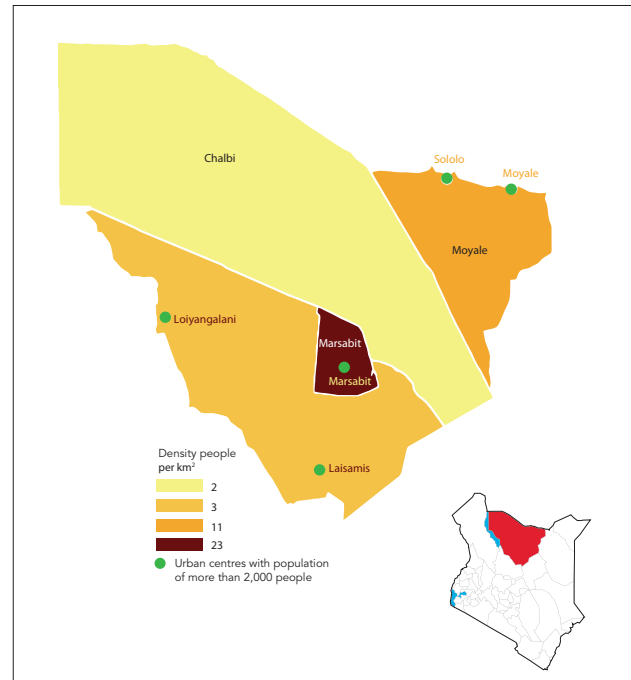 Chalbi
Sololo
Moyale
Moyale
Loiyangalani
Marsabit
Marsabit
Laisamis
Density people
per km²
2
3
11
23
Urban centres with population
of more than 2,000 people